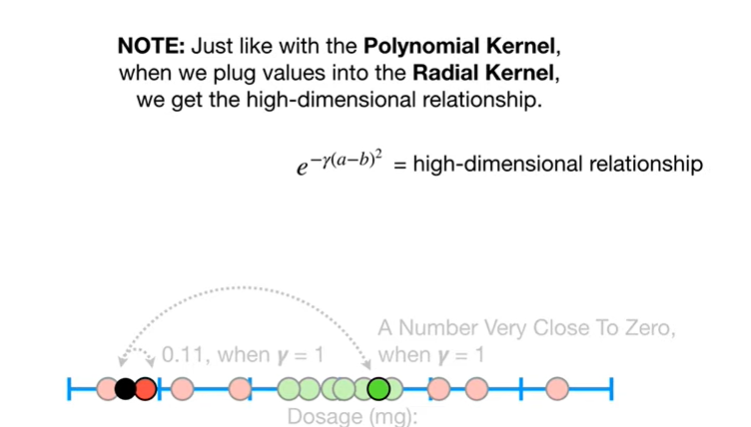 NOTE: Just like with the Polynomial Kernel,
when we plug values into the Radial Kernel,
we get the high-dimensional relationship.
e^{−γ(a−b)²} = high-dimensional relationship
A Number Very Close To Zero,
0.11, when γ = 1
when γ = 1
Dosage (mg):